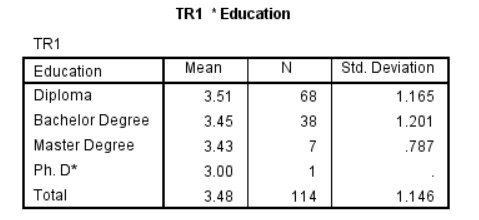 TR1 * Education
TR1
Education Mean N Std. Deviation
Diploma 3.51 68 1.165
Bachelor Degree 3.45 38 1.201
Master Degree 3.43 7 .787
Ph. D* 3.00 1 .
Total 3.48 114 1.146